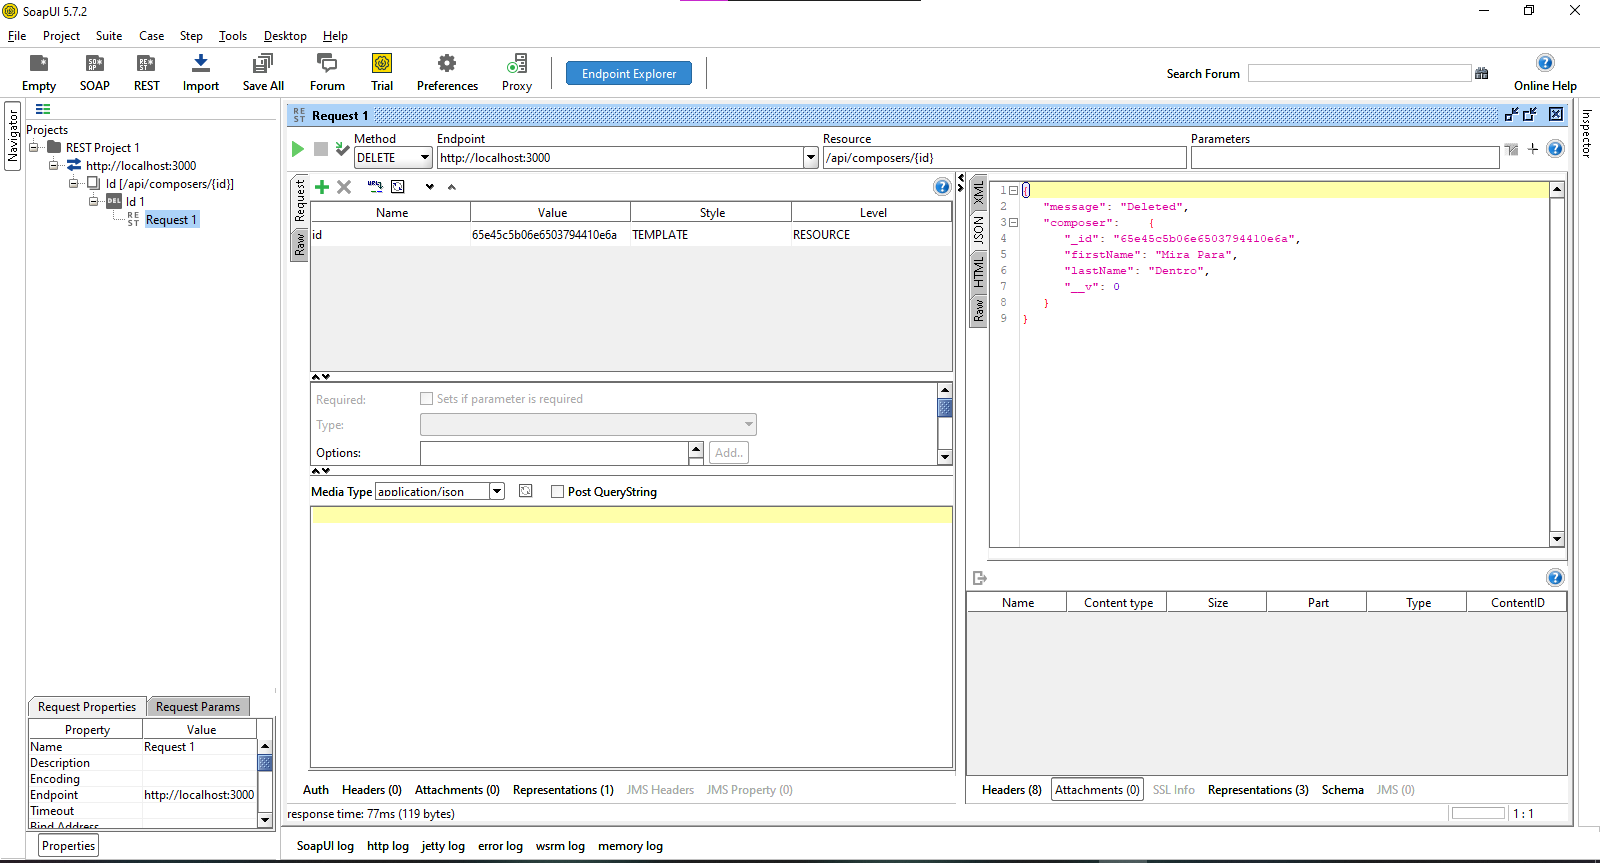 SoapUI 5.7.2
File Project Suite Case Step Tools Desktop Help
Empty SOAP REST Import Save All Forum Trial Preferences Proxy Endpoint Explorer Search Forum Online Help
Navigator
Projects
REST Project 1
http://localhost:3000
Id [/api/composers/{id}]
DEL Id 1
REST Request 1
Request Properties Request Params
Property Value
Name Request 1
Description
Encoding
Endpoint http://localhost:3000
Timeout
Bind Address
Properties
REST Request 1
Method Endpoint Resource Parameters
DELETE http://localhost:3000 /api/composers/{id}
Request
Raw
Name Value Style Level
id 65e45c5b06e6503794410e6a TEMPLATE RESOURCE
Required: Sets if parameter is required
Type:
Options: Add..
Media Type application/json Post QueryString
Auth Headers (0) Attachments (0) Representations (1) JMS Headers JMS Property (0)
response time: 77ms (119 bytes)
XML
JSON
HTML
Raw
1 {
2 "message": "Deleted",
3 "composer": {
4 "_id": "65e45c5b06e6503794410e6a",
5 "firstName": "Mira Para",
6 "lastName": "Dentro",
7 "__v": 0
8 }
9 }
Name Content type Size Part Type ContentID
Headers (8) Attachments (0) SSL Info Representations (3) Schema JMS (0)
1 : 1
Inspector
SoapUI log http log jetty log error log wsrm log memory log